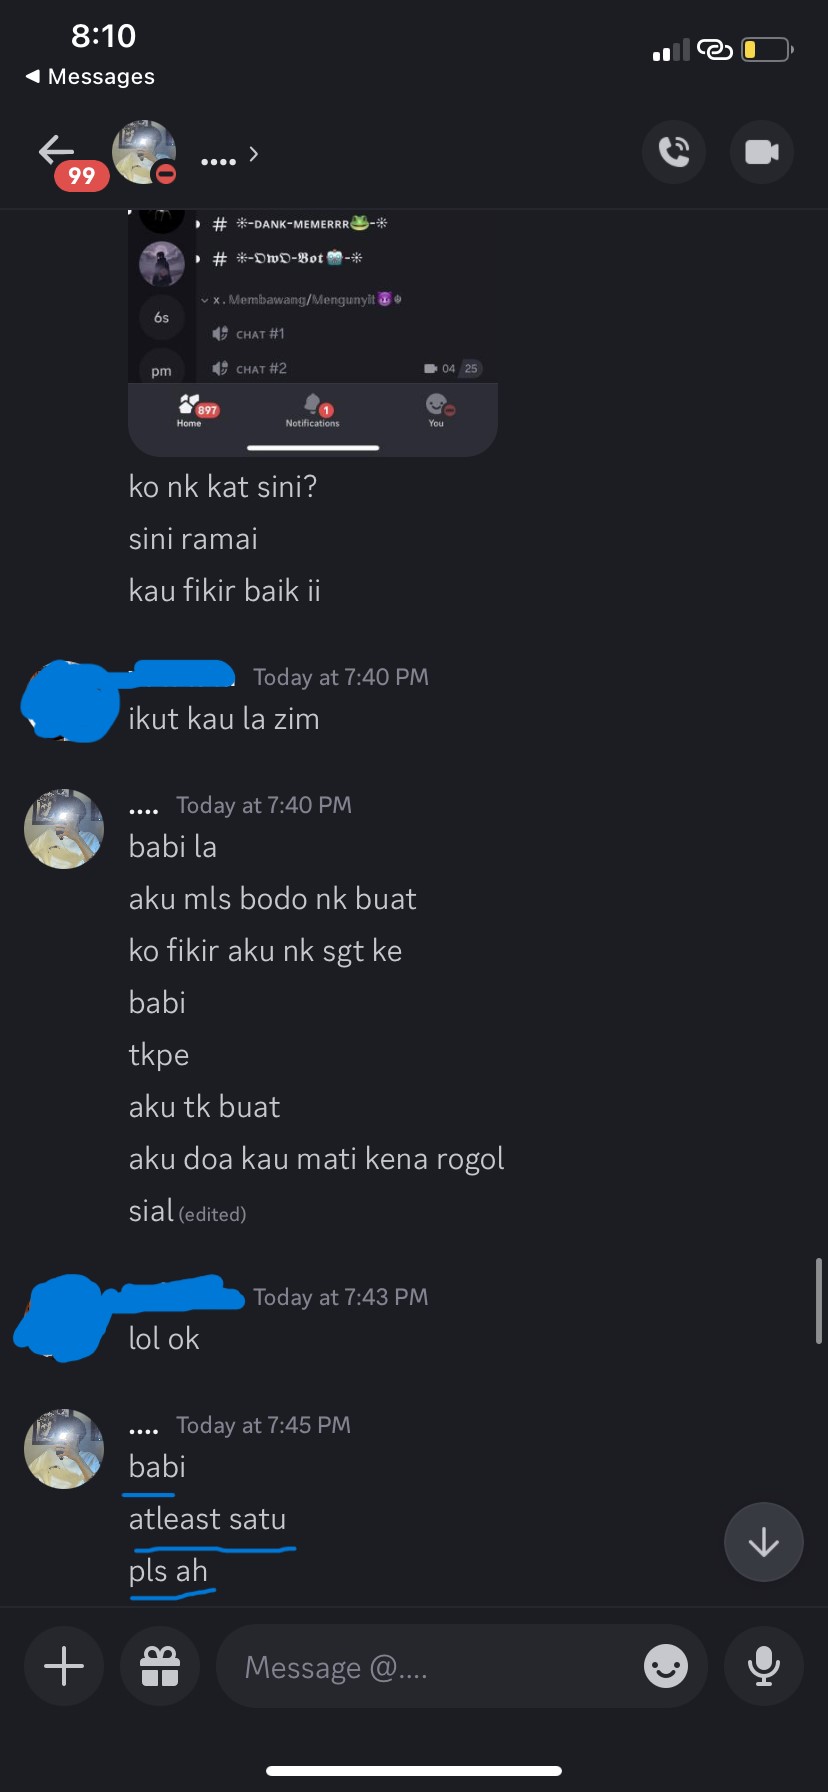 8:10
◀ Messages
99
.... >
# ☼-DANK-MEMERRR🐸-☼
# ☼-OwO-Bot-☼
x . Membawang/Mengunyit😈
6s
CHAT #1
pm
CHAT #2
04 25
897
1
Home
Notifications
You
ko nk kat sini?
sini ramai
kau fikir baik ii
Today at 7:40 PM
ikut kau la zim
.... Today at 7:40 PM
babi la
aku mls bodo nk buat
ko fikir aku nk sgt ke
babi
tkpe
aku tk buat
aku doa kau mati kena rogol
sial (edited)
Today at 7:43 PM
lol ok
.... Today at 7:45 PM
babi
atleast satu
pls ah
Message @....